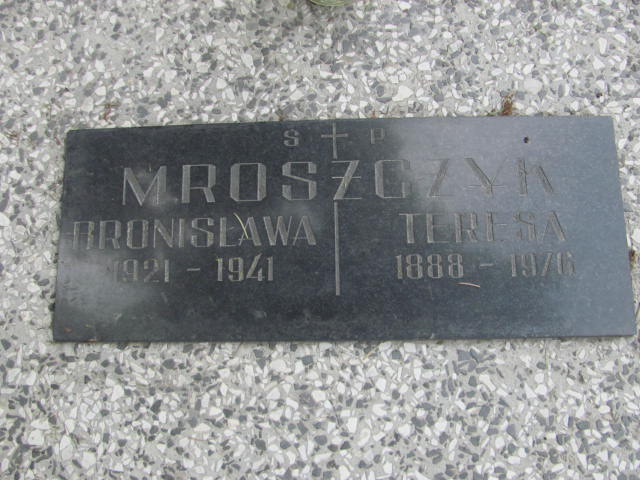 S P
MROSZCZYK
BRONISŁAWA
1921 - 1941
TERESA
1888 - 1976